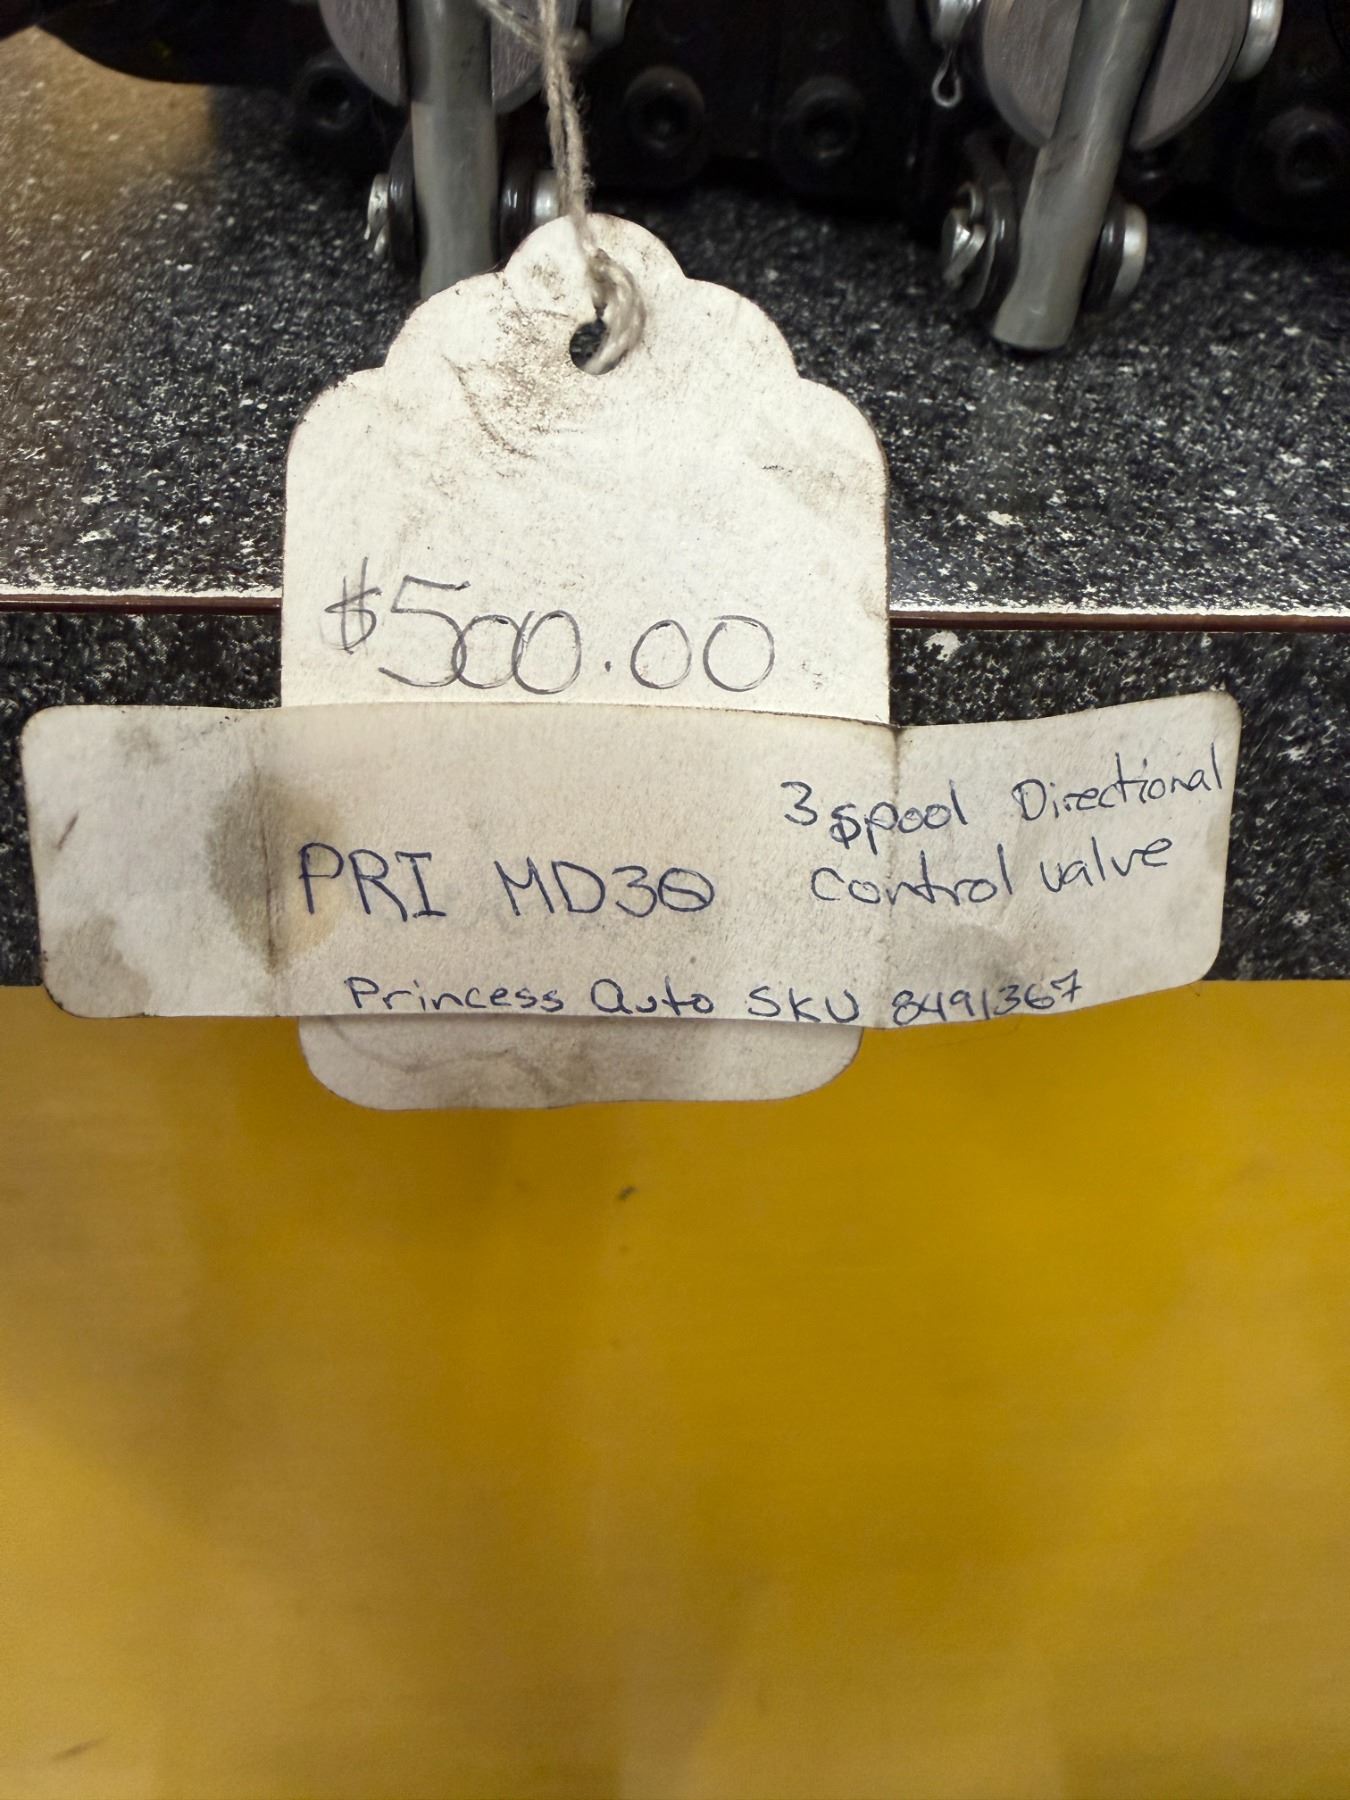 $500.00
3 spool Directional
control valve
PRI MD30
Princess Auto SKU 8491367